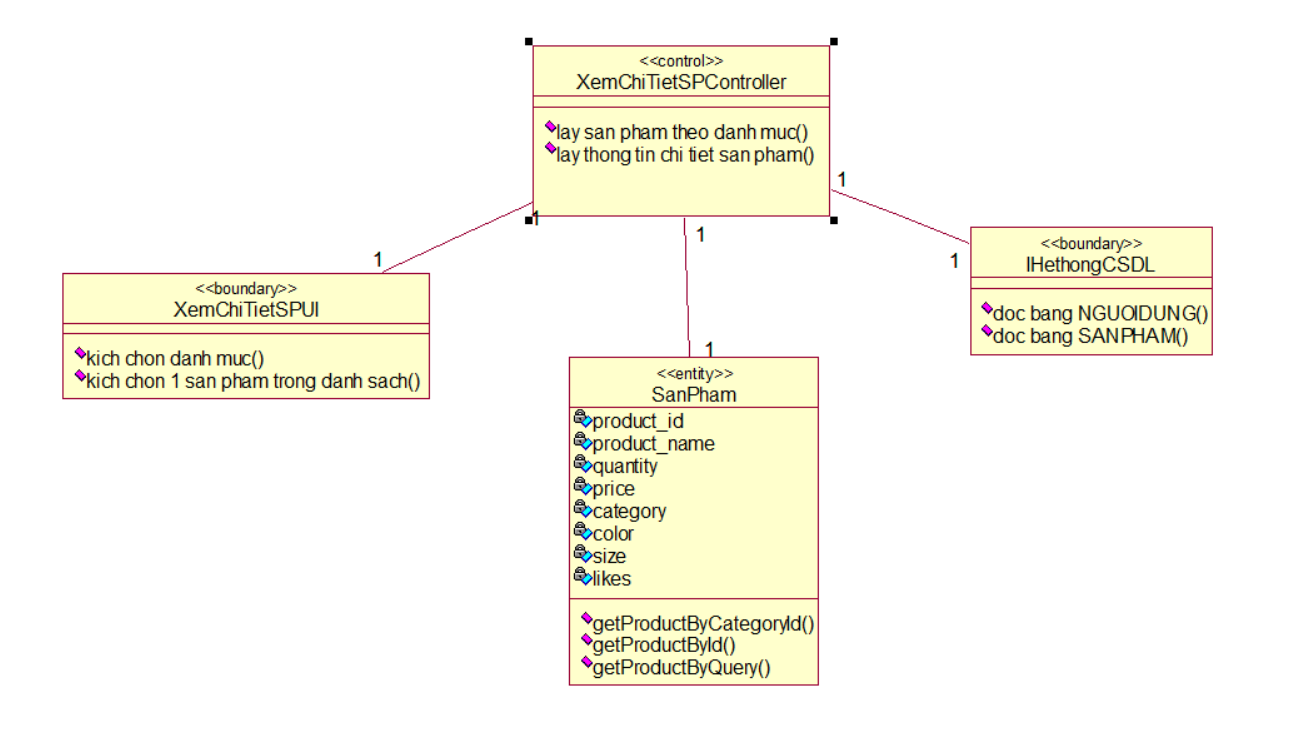 <<control>>
XemChiTietSPController
lay san pham theo danh muc()
lay thong tin chi tiet san pham()
1
1
1
1
1
1
<<boundary>>
XemChiTietSPUI
kich chon danh muc()
kich chon 1 san pham trong danh sach()
<<entity>>
SanPham
product_id
product_name
quantity
price
category
color
size
likes
getProductByCategoryId()
getProductById()
getProductByQuery()
<<boundary>>
IHethongCSDL
doc bang NGUOIDUNG()
doc bang SANPHAM()